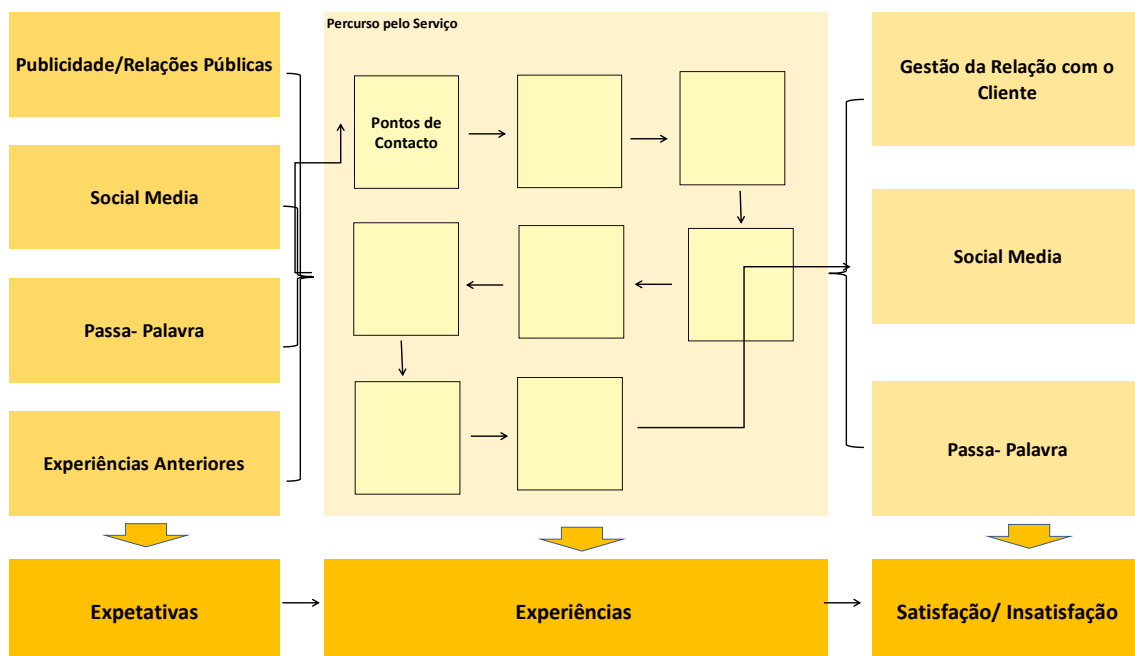 Publicidade/Relações Públicas
Social Media
Passa- Palavra
Experiências Anteriores
Expetativas
Percurso pelo Serviço
Pontos de
Contacto
Experiências
Gestão da Relação com o
Cliente
Social Media
Passa- Palavra
Satisfação/ Insatisfação